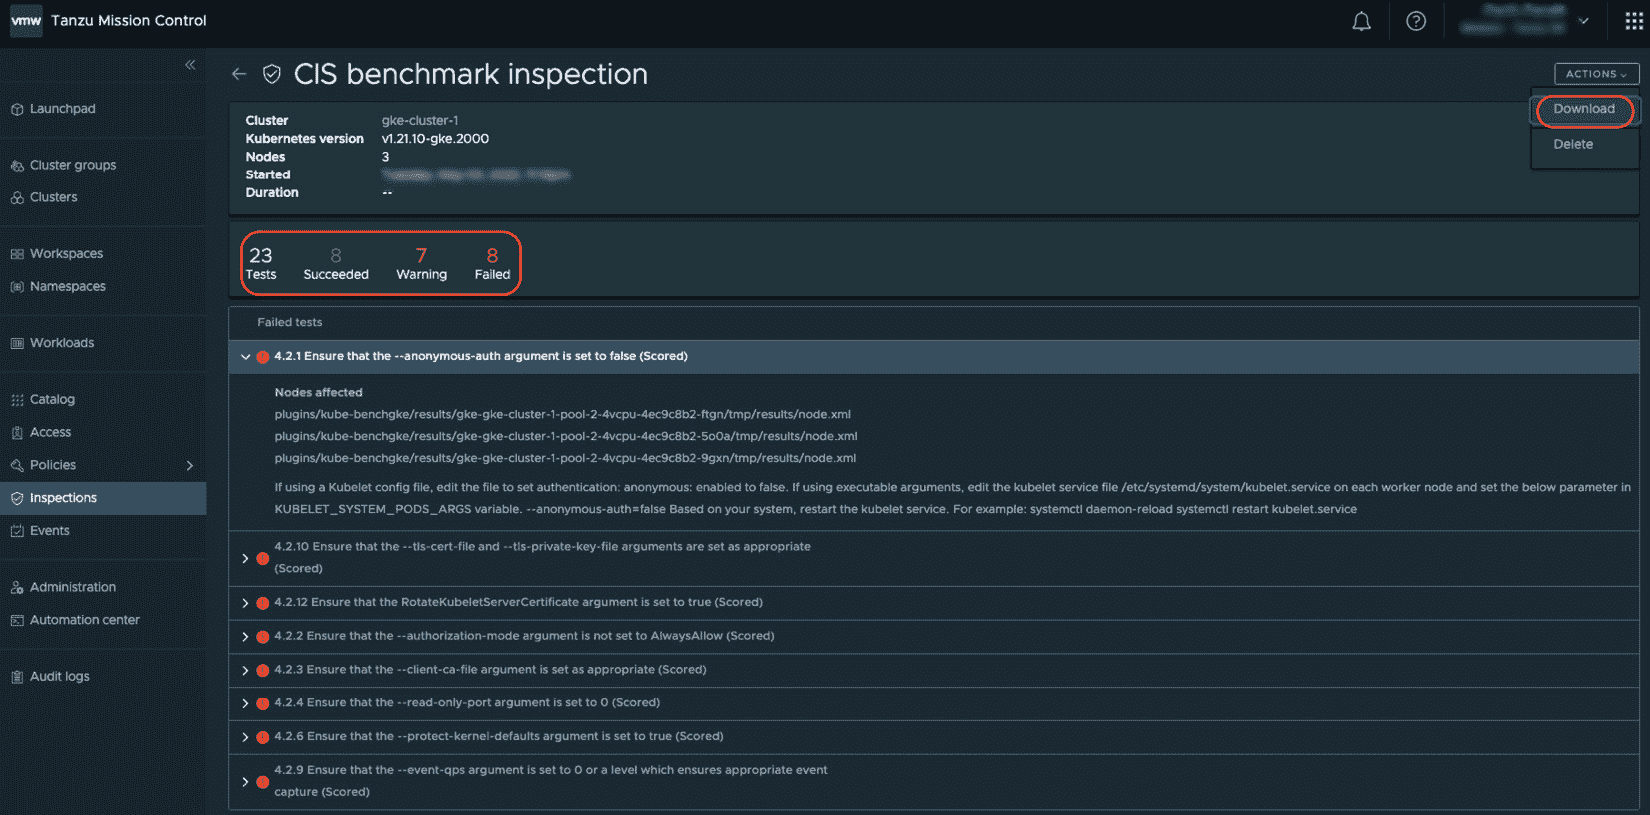 vmw Tanzu Mission Control
Launchpad
Cluster groups
Clusters
Workspaces
Namespaces
Workloads
Catalog
Access
Policies
Inspections
Events
Administration
Automation center
Audit logs
CIS benchmark inspection
ACTIONS
Download
Delete
Cluster gke-cluster-1
Kubernetes version v1.21.10-gke.2000
Nodes 3
Started
Duration --
23 8 7 8
Tests Succeeded Warning Failed
Failed tests
4.2.1 Ensure that the --anonymous-auth argument is set to false (Scored)
Nodes affected
plugins/kube-benchgke/results/gke-gke-cluster-1-pool-2-4vcpu-4ec9c8b2-ftgn/tmp/results/node.xml
plugins/kube-benchgke/results/gke-gke-cluster-1-pool-2-4vcpu-4ec9c8b2-5o0a/tmp/results/node.xml
plugins/kube-benchgke/results/gke-gke-cluster-1-pool-2-4vcpu-4ec9c8b2-9gxn/tmp/results/node.xml
If using a Kubelet config file, edit the file to set authentication: anonymous: enabled to false. If using executable arguments, edit the kubelet service file /etc/systemd/system/kubelet.service on each worker node and set the below parameter in
KUBELET_SYSTEM_PODS_ARGS variable. --anonymous-auth=false Based on your system, restart the kubelet service. For example: systemctl daemon-reload systemctl restart kubelet.service
4.2.10 Ensure that the --tls-cert-file and --tls-private-key-file arguments are set as appropriate
(Scored)
4.2.12 Ensure that the RotateKubeletServerCertificate argument is set to true (Scored)
4.2.2 Ensure that the --authorization-mode argument is not set to AlwaysAllow (Scored)
4.2.3 Ensure that the --client-ca-file argument is set as appropriate (Scored)
4.2.4 Ensure that the --read-only-port argument is set to 0 (Scored)
4.2.6 Ensure that the --protect-kernel-defaults argument is set to true (Scored)
4.2.9 Ensure that the --event-qps argument is set to 0 or a level which ensures appropriate event
capture (Scored)